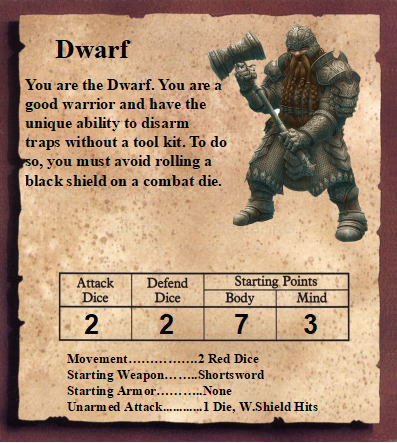 Dwarf
You are the Dwarf. You are a
good warrior and have the
unique ability to disarm
traps without a tool kit. To do
so, you must avoid rolling a
black shield on a combat die.
Attack Dice Defend Dice Starting Points
Body Mind
2 2 7 3
Movement................2 Red Dice
Starting Weapon........Shortsword
Starting Armor...........None
Unarmed Attack............1 Die, W.Shield Hits